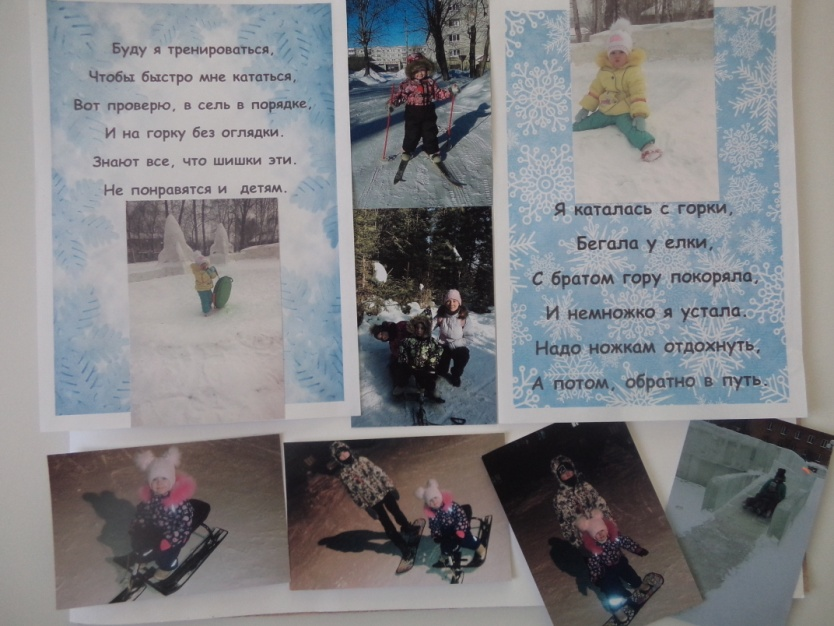 Буду я тренироваться,
Чтобы быстро мне кататься,
Вот проверю, в сель в порядке,
И на горку без оглядки.
Знают все, что шишки эти.
Не понравятся и детям.
Я каталась с горки,
Бегала у елки,
С братом гору покоряла,
И немножко я устала.
Надо ножкам отдохнуть,
А потом, обратно в путь.